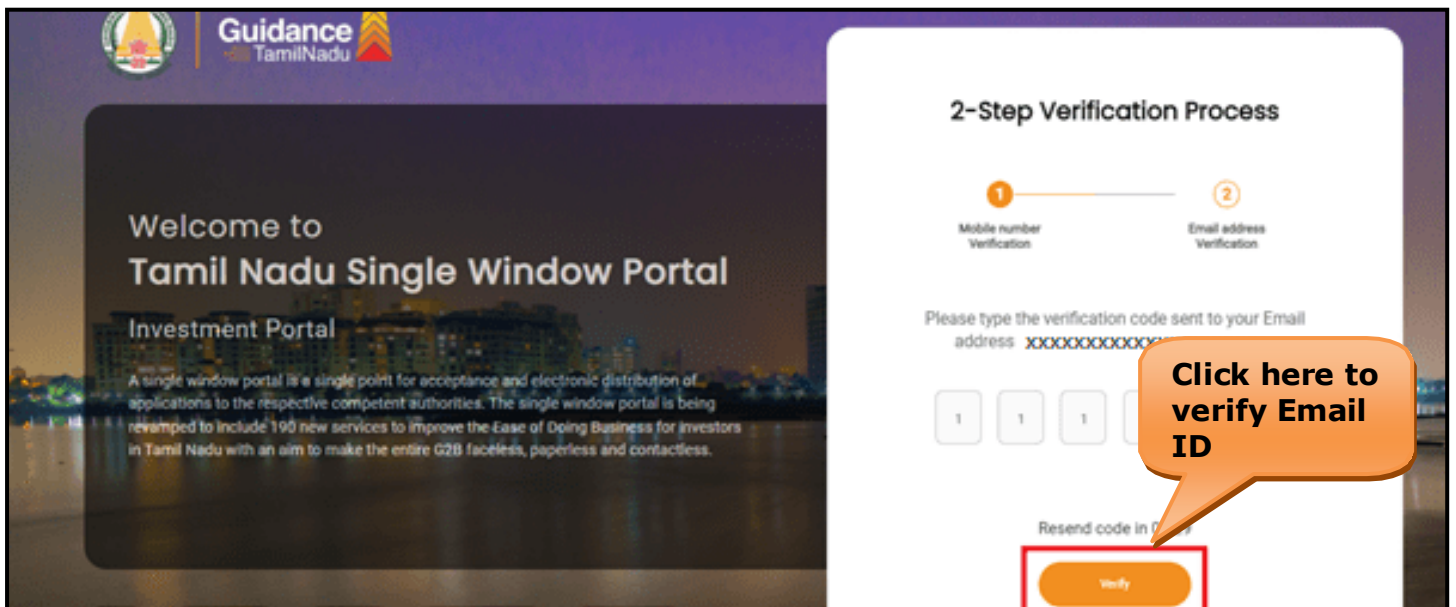 Guidance
TamilNadu
Welcome to
Tamil Nadu Single Window Portal
Investment Portal
A single window portal is a single point for acceptance and electronic distribution of
applications to the respective competent authorities. The single window portal is being
revamped to include 190 new services to improve the Ease of Doing Business for investors
in Tamil Nadu with an aim to make the entire G2B faceless, paperless and contactless.
2-Step Verification Process
1
2
Mobile number
Verification
Email address
Verification
Please type the verification code sent to your Email
address XXXXXXXXXXXX
1 1 1
Click here to
verify Email
ID
Resend code in
Verify